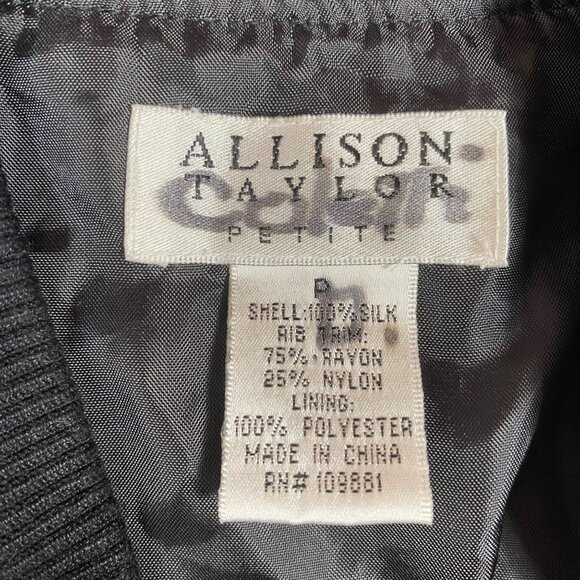 ALLISON
TAYLOR
PETITE
P
SHELL:100% SILK
RIB TRIM:
75% RAYON
25% NYLON
LINING:
100% POLYESTER
MADE IN CHINA
RN# 109881